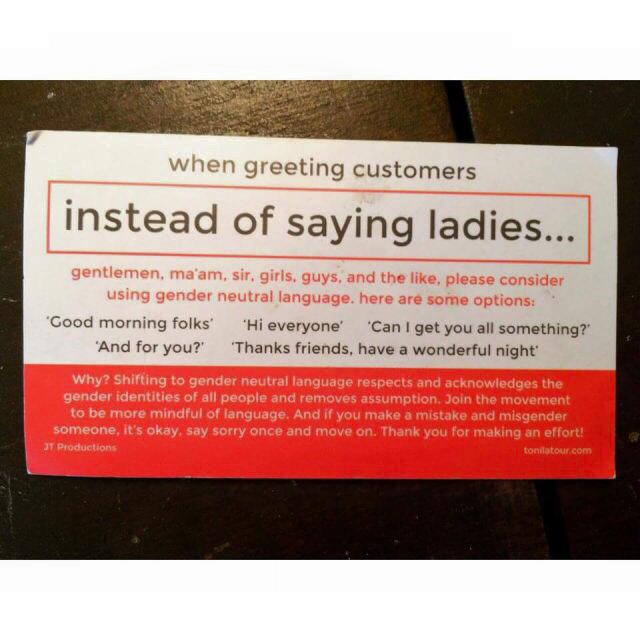 when greeting customers
instead of saying ladies...
gentlemen, ma'am, sir, girls, guys, and the like, please consider
using gender neutral language. here are some options:
'Good morning folks' 'Hi everyone' 'Can I get you all something?'
'And for you?' 'Thanks friends, have a wonderful night'
Why? Shifting to gender neutral language respects and acknowledges the
gender identities of all people and removes assumption. Join the movement
to be more mindful of language. And if you make a mistake and misgender
someone, it's okay, say sorry once and move on. Thank you for making an effort!
JT Productions tonilatour.com